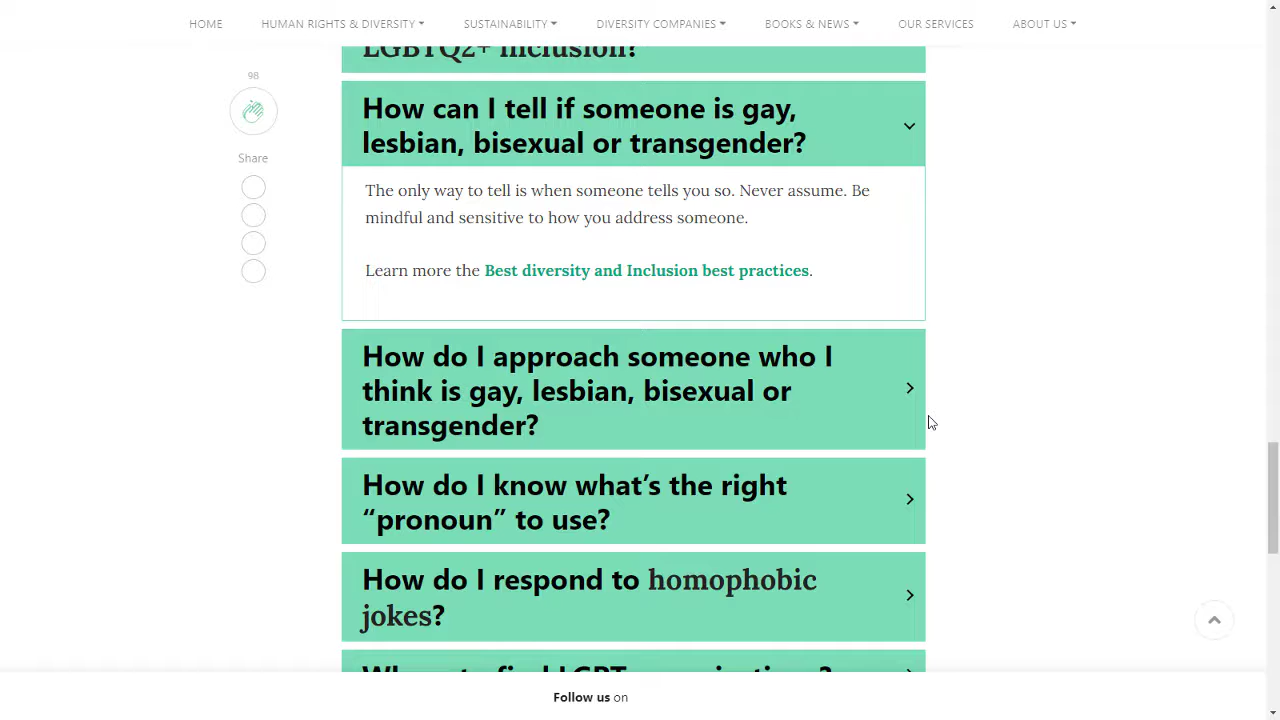 HOME HUMAN RIGHTS & DIVERSITY SUSTAINABILITY DIVERSITY COMPANIES BOOKS & NEWS OUR SERVICES ABOUT US
LGBTQ2+ inclusion?
98
Share
How can I tell if someone is gay,
lesbian, bisexual or transgender?
The only way to tell is when someone tells you so. Never assume. Be
mindful and sensitive to how you address someone.
Learn more the Best diversity and Inclusion best practices.
How do I approach someone who I
think is gay, lesbian, bisexual or
transgender?
How do I know what’s the right
“pronoun” to use?
How do I respond to homophobic
jokes?
Follow us on